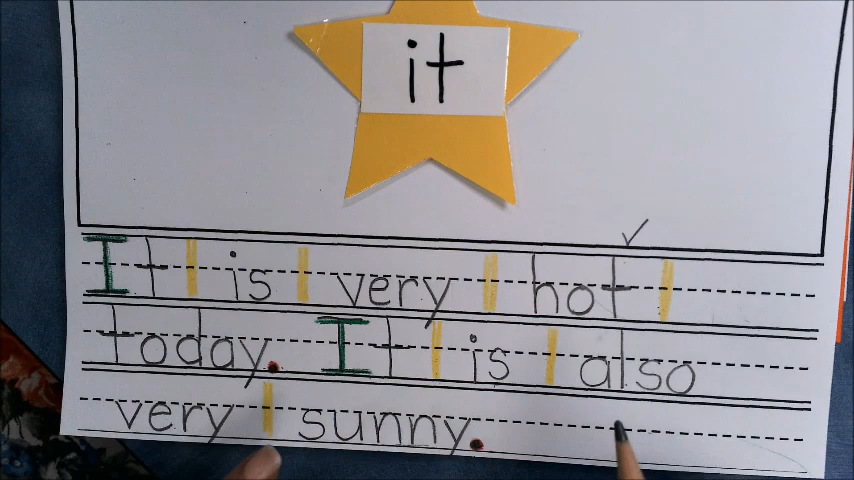 it
It is very hot
today. It is also
very sunny.